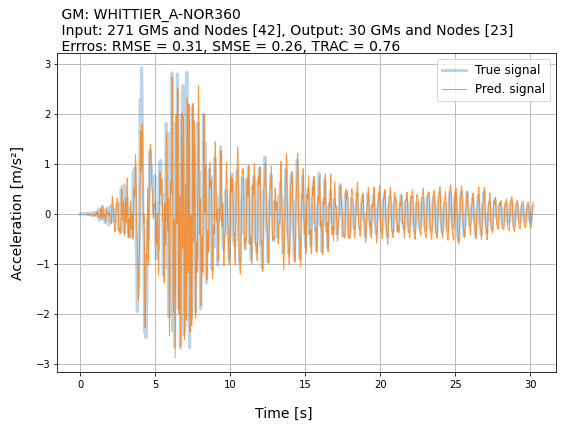 GM: WHITTIER_A-NOR360
Input: 271 GMs and Nodes [42], Output: 30 GMs and Nodes [23]
Errros: RMSE = 0.31, SMSE = 0.26, TRAC = 0.76
True signal
Pred. signal
3
2
1
0
−1
−2
−3
Acceleration [m/s²]
0 5 10 15 20 25 30
Time [s]